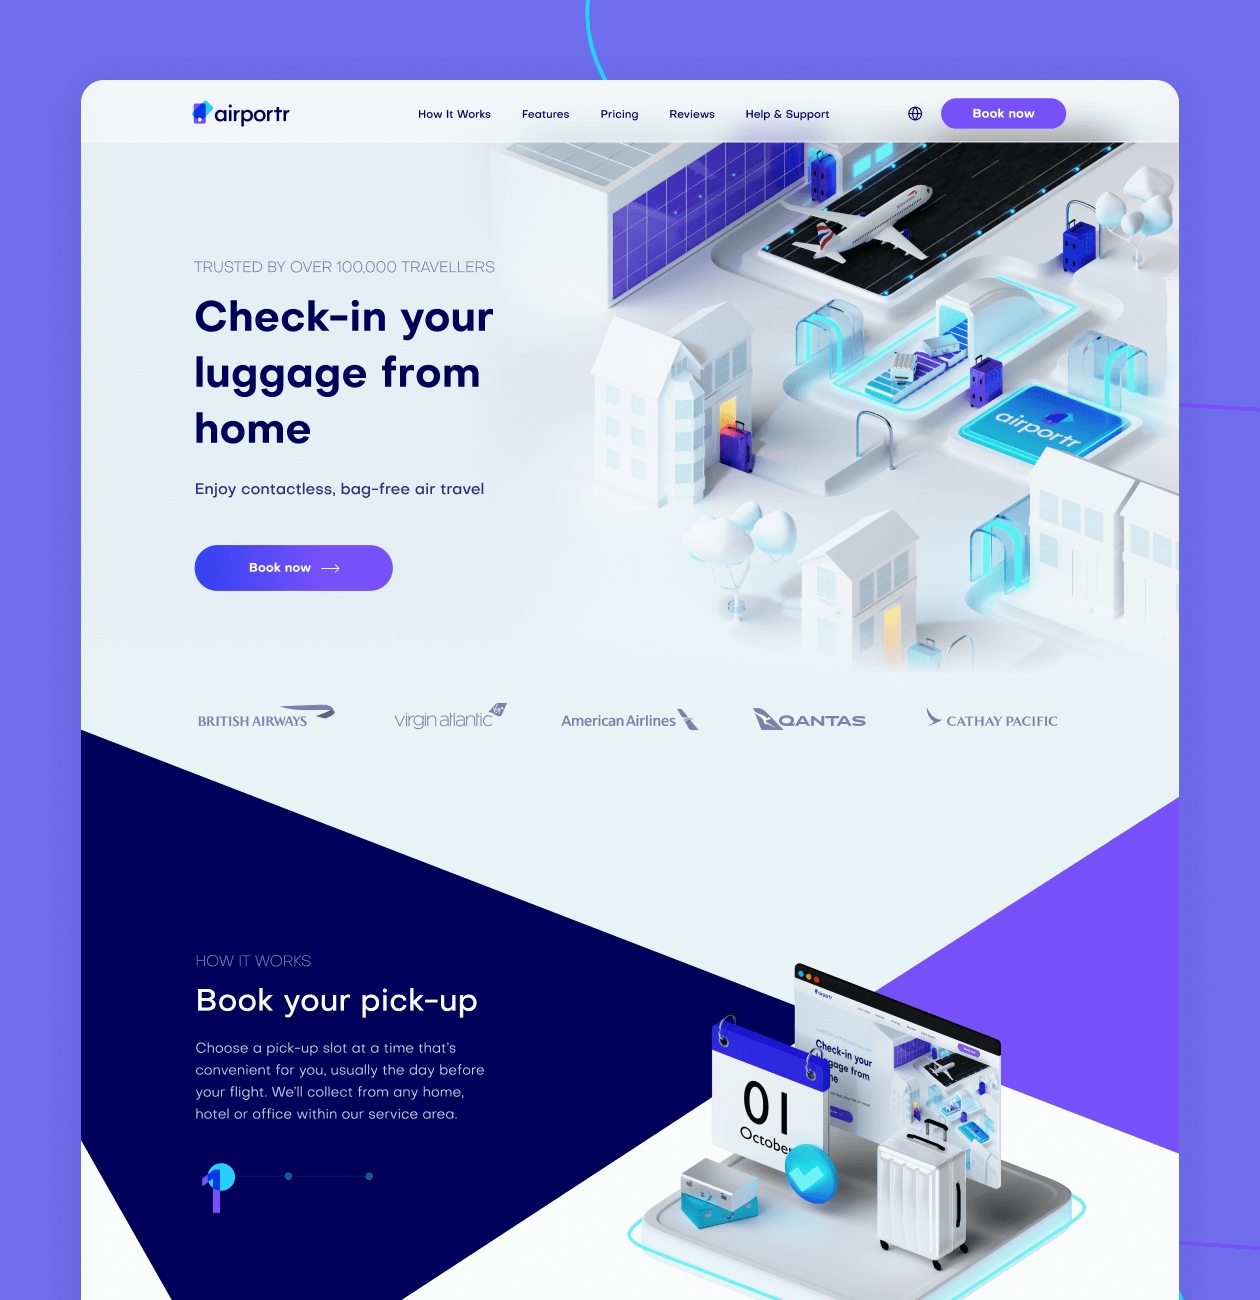 airportr
How It Works
Features
Pricing
Reviews
Help & Support
Book now
TRUSTED BY OVER 100,000 TRAVELLERS
Check-in your
luggage from
home
Enjoy contactless, bag-free air travel
Book now
airportr
BRITISH AIRWAYS
virgin atlantic
American Airlines
QANTAS
CATHAY PACIFIC
HOW IT WORKS
Book your pick-up
Choose a pick-up slot at a time that's
convenient for you, usually the day before
your flight. We'll collect from any home,
hotel or office within our service area.
1
airportr
Check-in your
luggage from
01
October